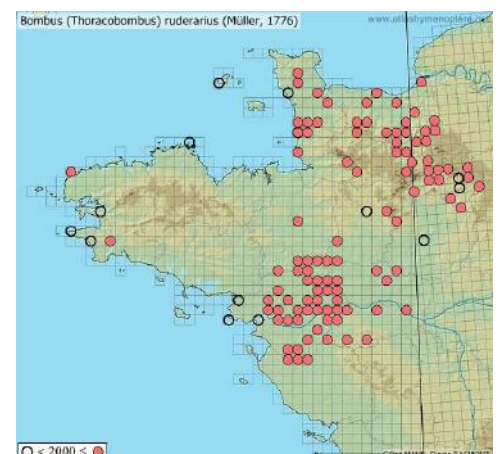 Bombus (Thoracobombus) ruderarius (Müller, 1776)
www.atlashymenoptera.net
< 2000 ≤